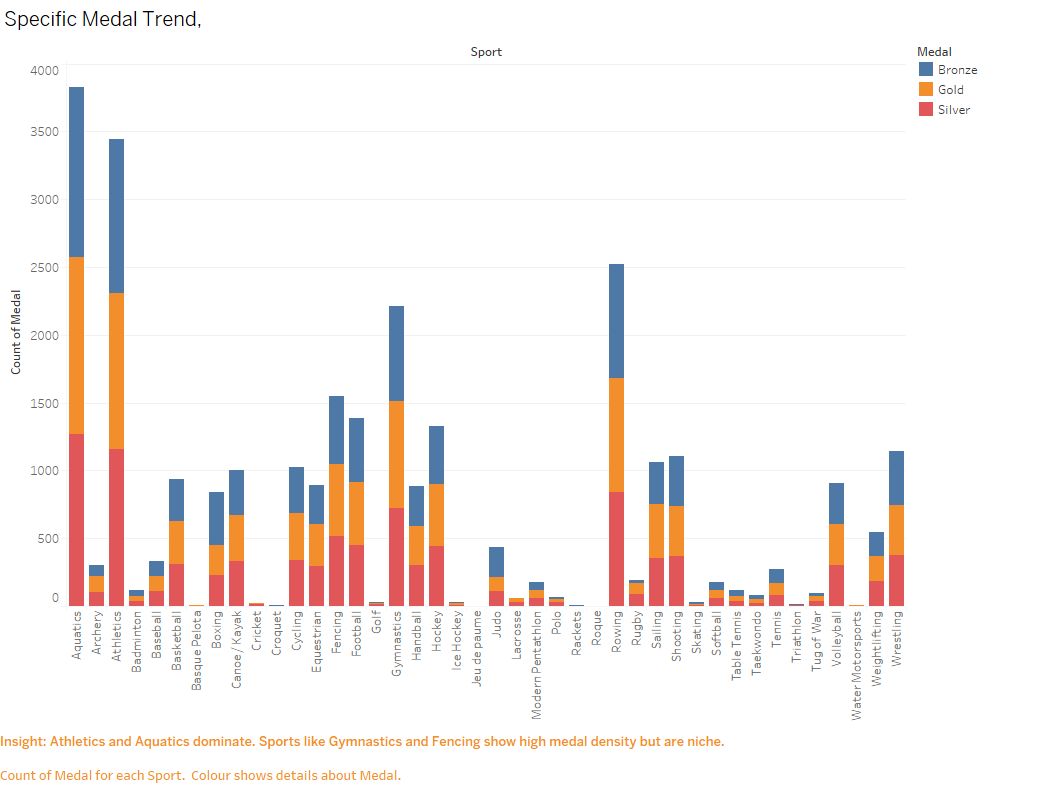 Specific Medal Trend,
Sport
Medal
Bronze
Gold
Silver
Count of Medal
4000
3500
3000
2500
2000
1500
1000
500
0
Aquatics
Archery
Athletics
Badminton
Baseball
Basketball
Basque Pelota
Boxing
Canoe / Kayak
Cricket
Croquet
Cycling
Equestrian
Fencing
Football
Golf
Gymnastics
Handball
Hockey
Ice Hockey
Jeu de paume
Judo
Lacrosse
Modern Pentathlon
Polo
Rackets
Roque
Rowing
Rugby
Sailing
Shooting
Skating
Softball
Table Tennis
Taekwondo
Tennis
Triathlon
Tug of War
Volleyball
Water Motorsports
Weightlifting
Wrestling
Insight: Athletics and Aquatics dominate. Sports like Gymnastics and Fencing show high medal density but are niche.
Count of Medal for each Sport.  Colour shows details about Medal.